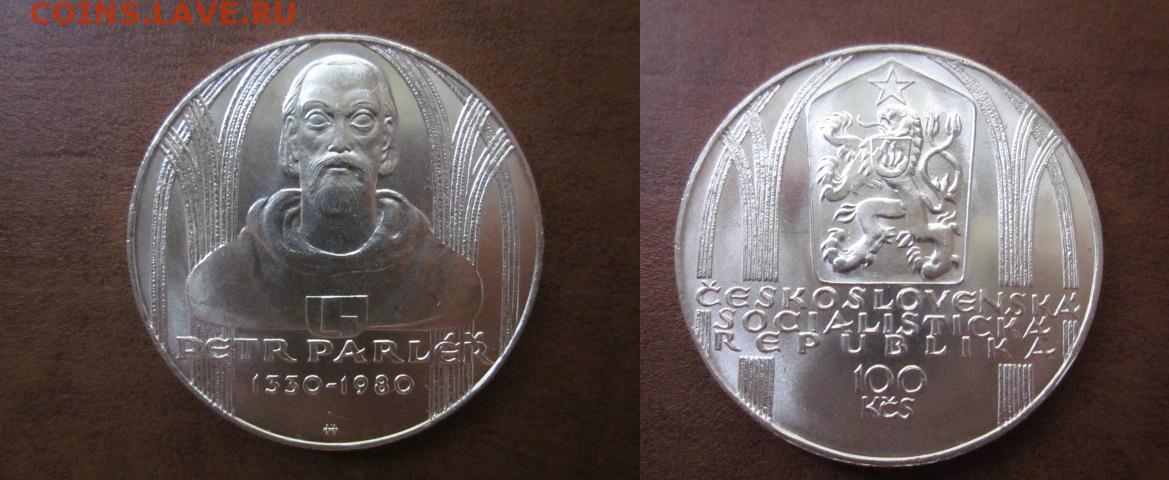 COINS.LAVE.RU
PETR PARLÉŘ
1330-1980
ČESKOSLOVENSKÁ
SOCIALISTICKÁ
REPUBLIKA
100
KČS